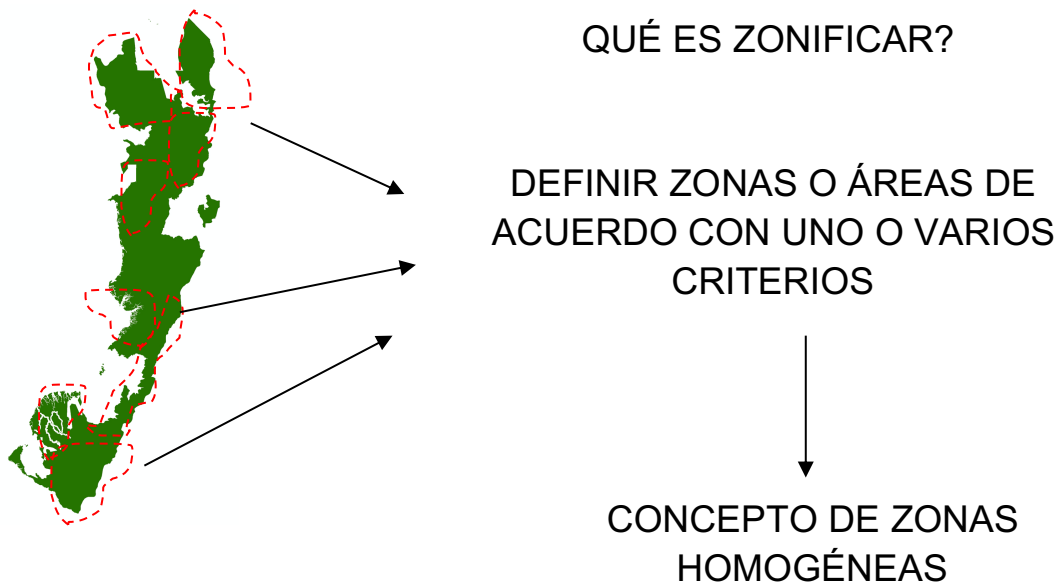 QUÉ ES ZONIFICAR?
DEFINIR ZONAS O ÁREAS DE
ACUERDO CON UNO O VARIOS
CRITERIOS
CONCEPTO DE ZONAS
HOMOGÉNEAS